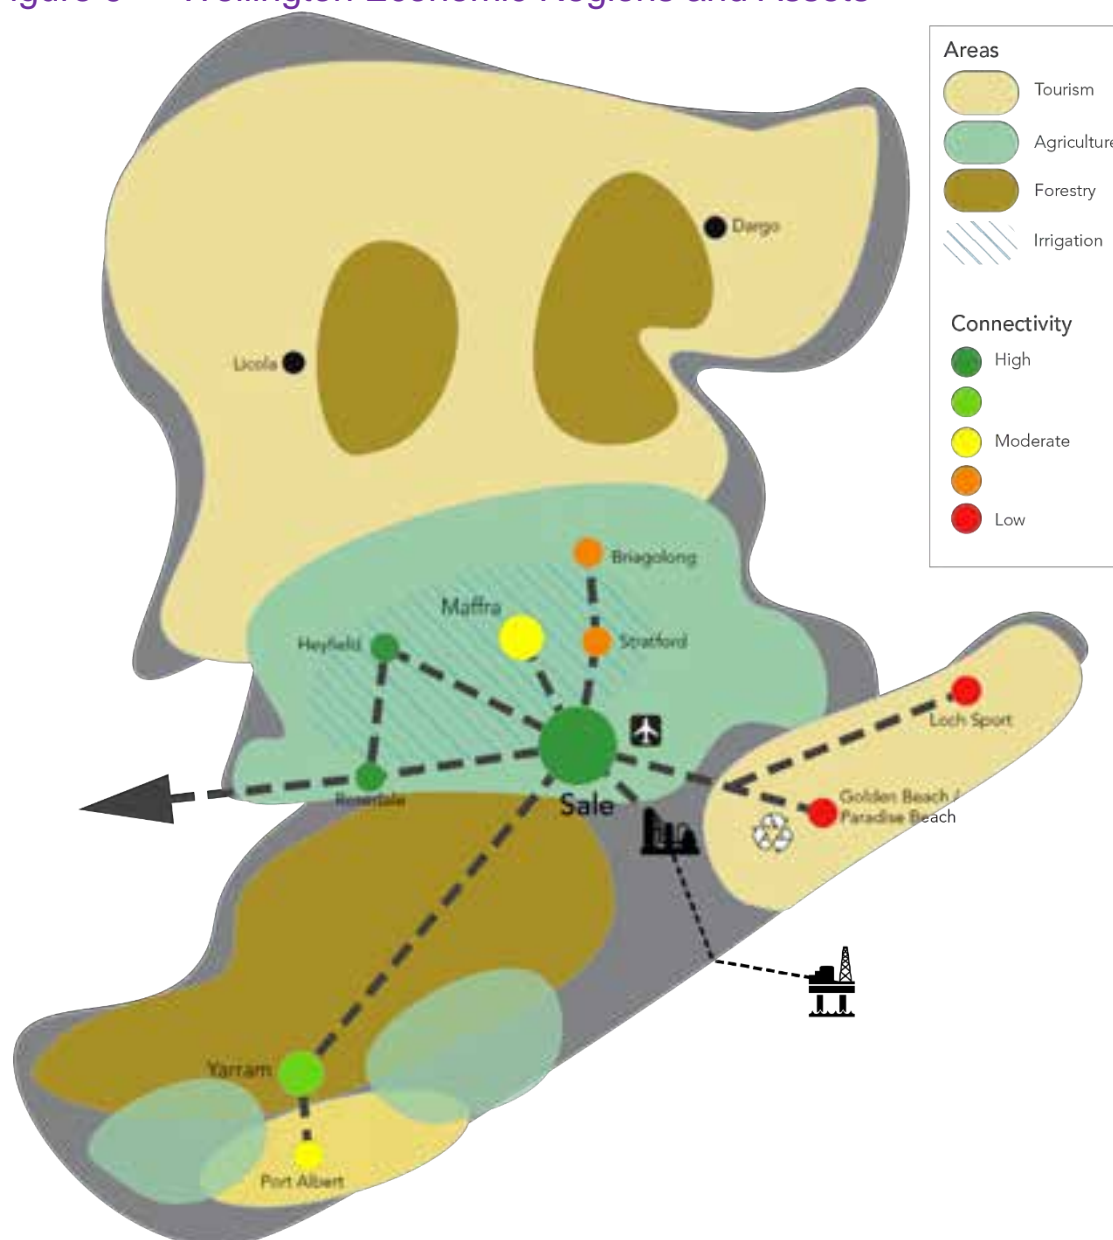 Wellington Economic Regions and Assets
Areas
Tourism
Agriculture
Forestry
Irrigation
Connectivity
High
Moderate
Low
Dargo
Licola
Briagolong
Maffra
Heyfield
Stratford
Loch Sport
Rosedale
Sale
Golden Beach /
Paradise Beach
Yarram
Port Albert